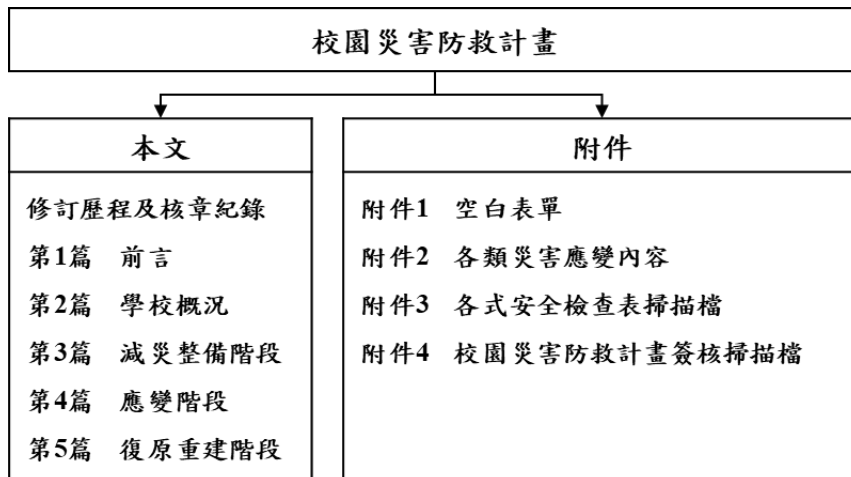 校園災害防救計畫
本文
修訂歷程及核章紀錄
第1篇 前言
第2篇 學校概況
第3篇 減災整備階段
第4篇 應變階段
第5篇 復原重建階段
附件
附件1 空白表單
附件2 各類災害應變內容
附件3 各式安全檢查表掃描檔
附件4 校園災害防救計畫簽核掃描檔